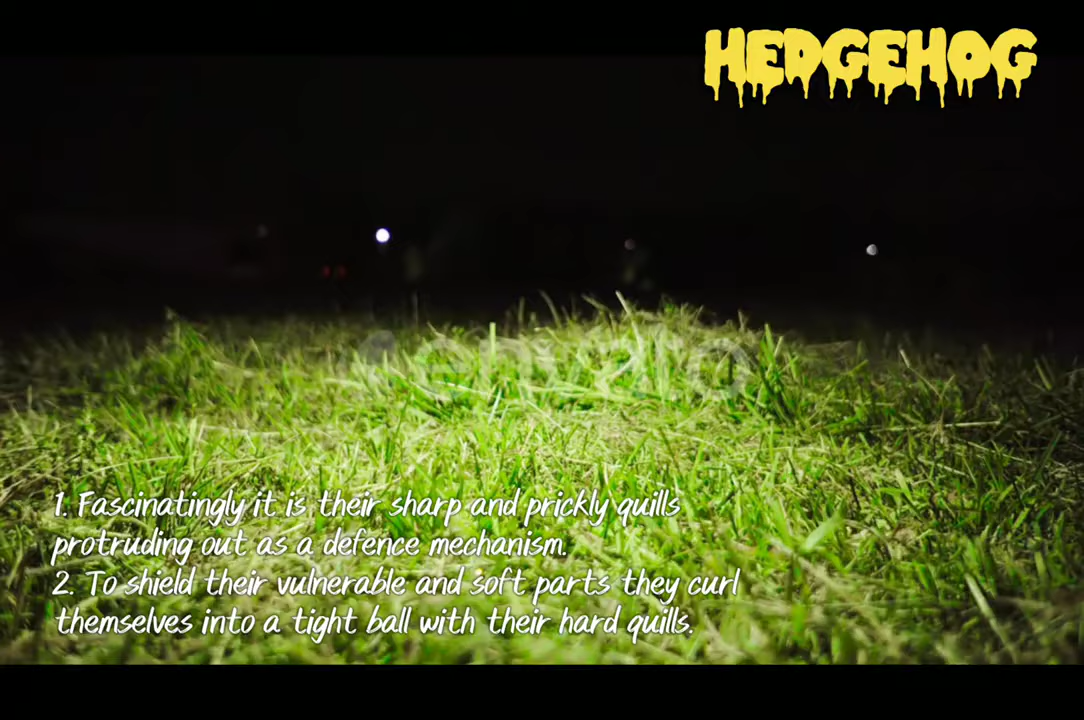 HEDGEHOG
envato
1. Fascinatingly it is their sharp and prickly quills
protruding out as a defence mechanism.
2. To shield their vulnerable and soft parts they curl
themselves into a tight ball with their hard quills.